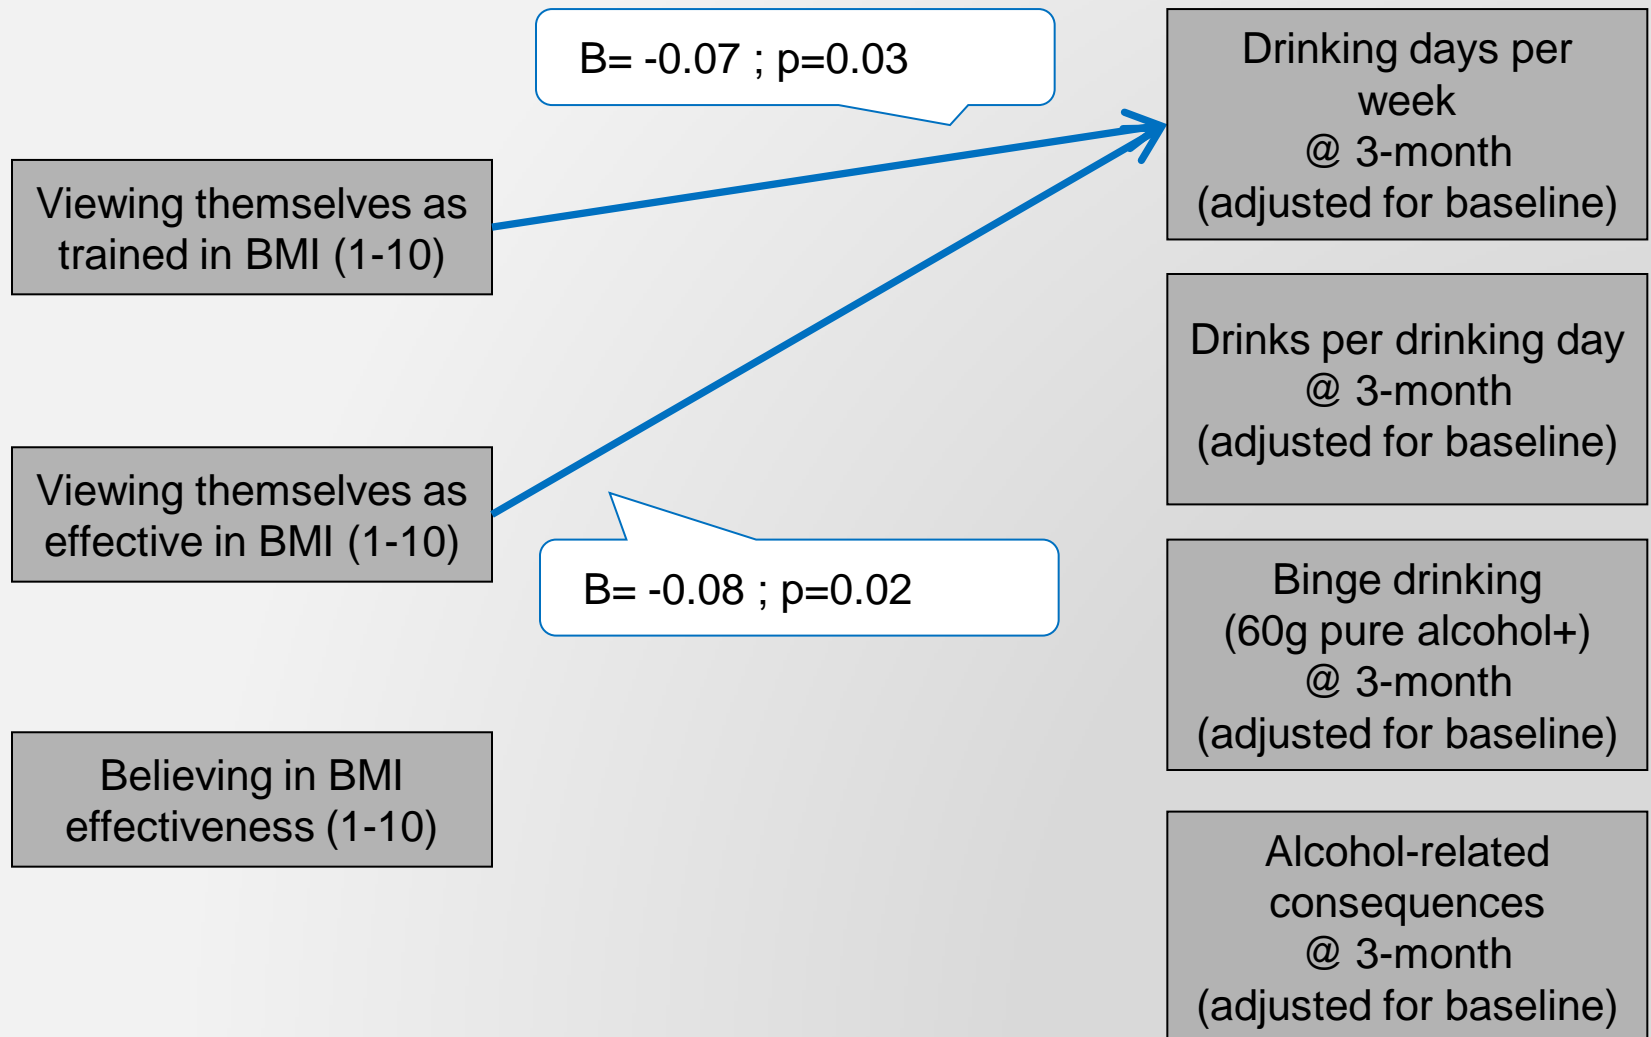 B= -0.07 ; p=0.03
Viewing themselves as
trained in BMI (1-10)
Viewing themselves as
effective in BMI (1-10)
B= -0.08 ; p=0.02
Believing in BMI
effectiveness (1-10)
Drinking days per
week
@ 3-month
(adjusted for baseline)
Drinks per drinking day
@ 3-month
(adjusted for baseline)
Binge drinking
(60g pure alcohol+)
@ 3-month
(adjusted for baseline)
Alcohol-related
consequences
@ 3-month
(adjusted for baseline)